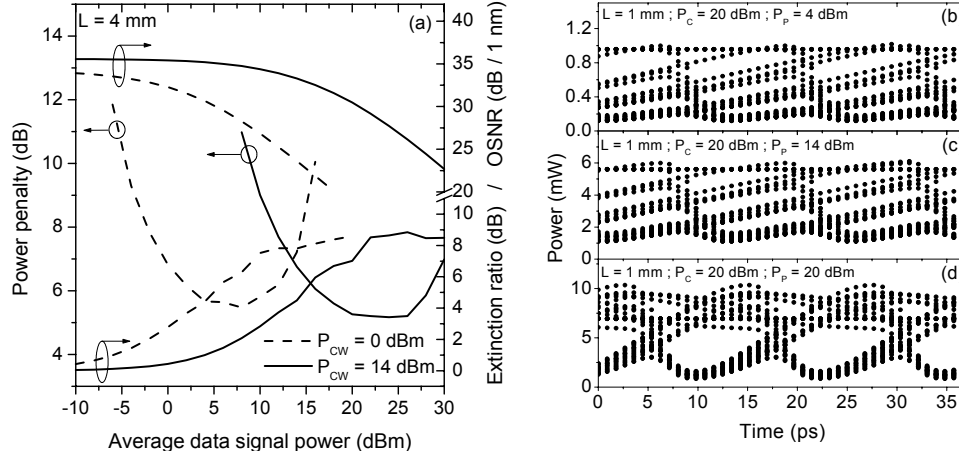 L = 4 mm
(a)
Power penalty (dB)
14
12
10
8
6
4
40
35
30
25
20
10
8
6
4
2
0
Extinction ratio (dB) / OSNR (dB / 1 nm)
P_CW = 0 dBm
P_CW = 14 dBm
-10 -5 0 5 10 15 20 25 30
Average data signal power (dBm)
L = 1 mm ; P_C = 20 dBm ; P_P = 4 dBm
(b)
1.2
0.8
0.4
0.0
L = 1 mm ; P_C = 20 dBm ; P_P = 14 dBm
(c)
6
4
2
0
Power (mW)
L = 1 mm ; P_C = 20 dBm ; P_P = 20 dBm
(d)
10
5
0
0 5 10 15 20 25 30 35
Time (ps)